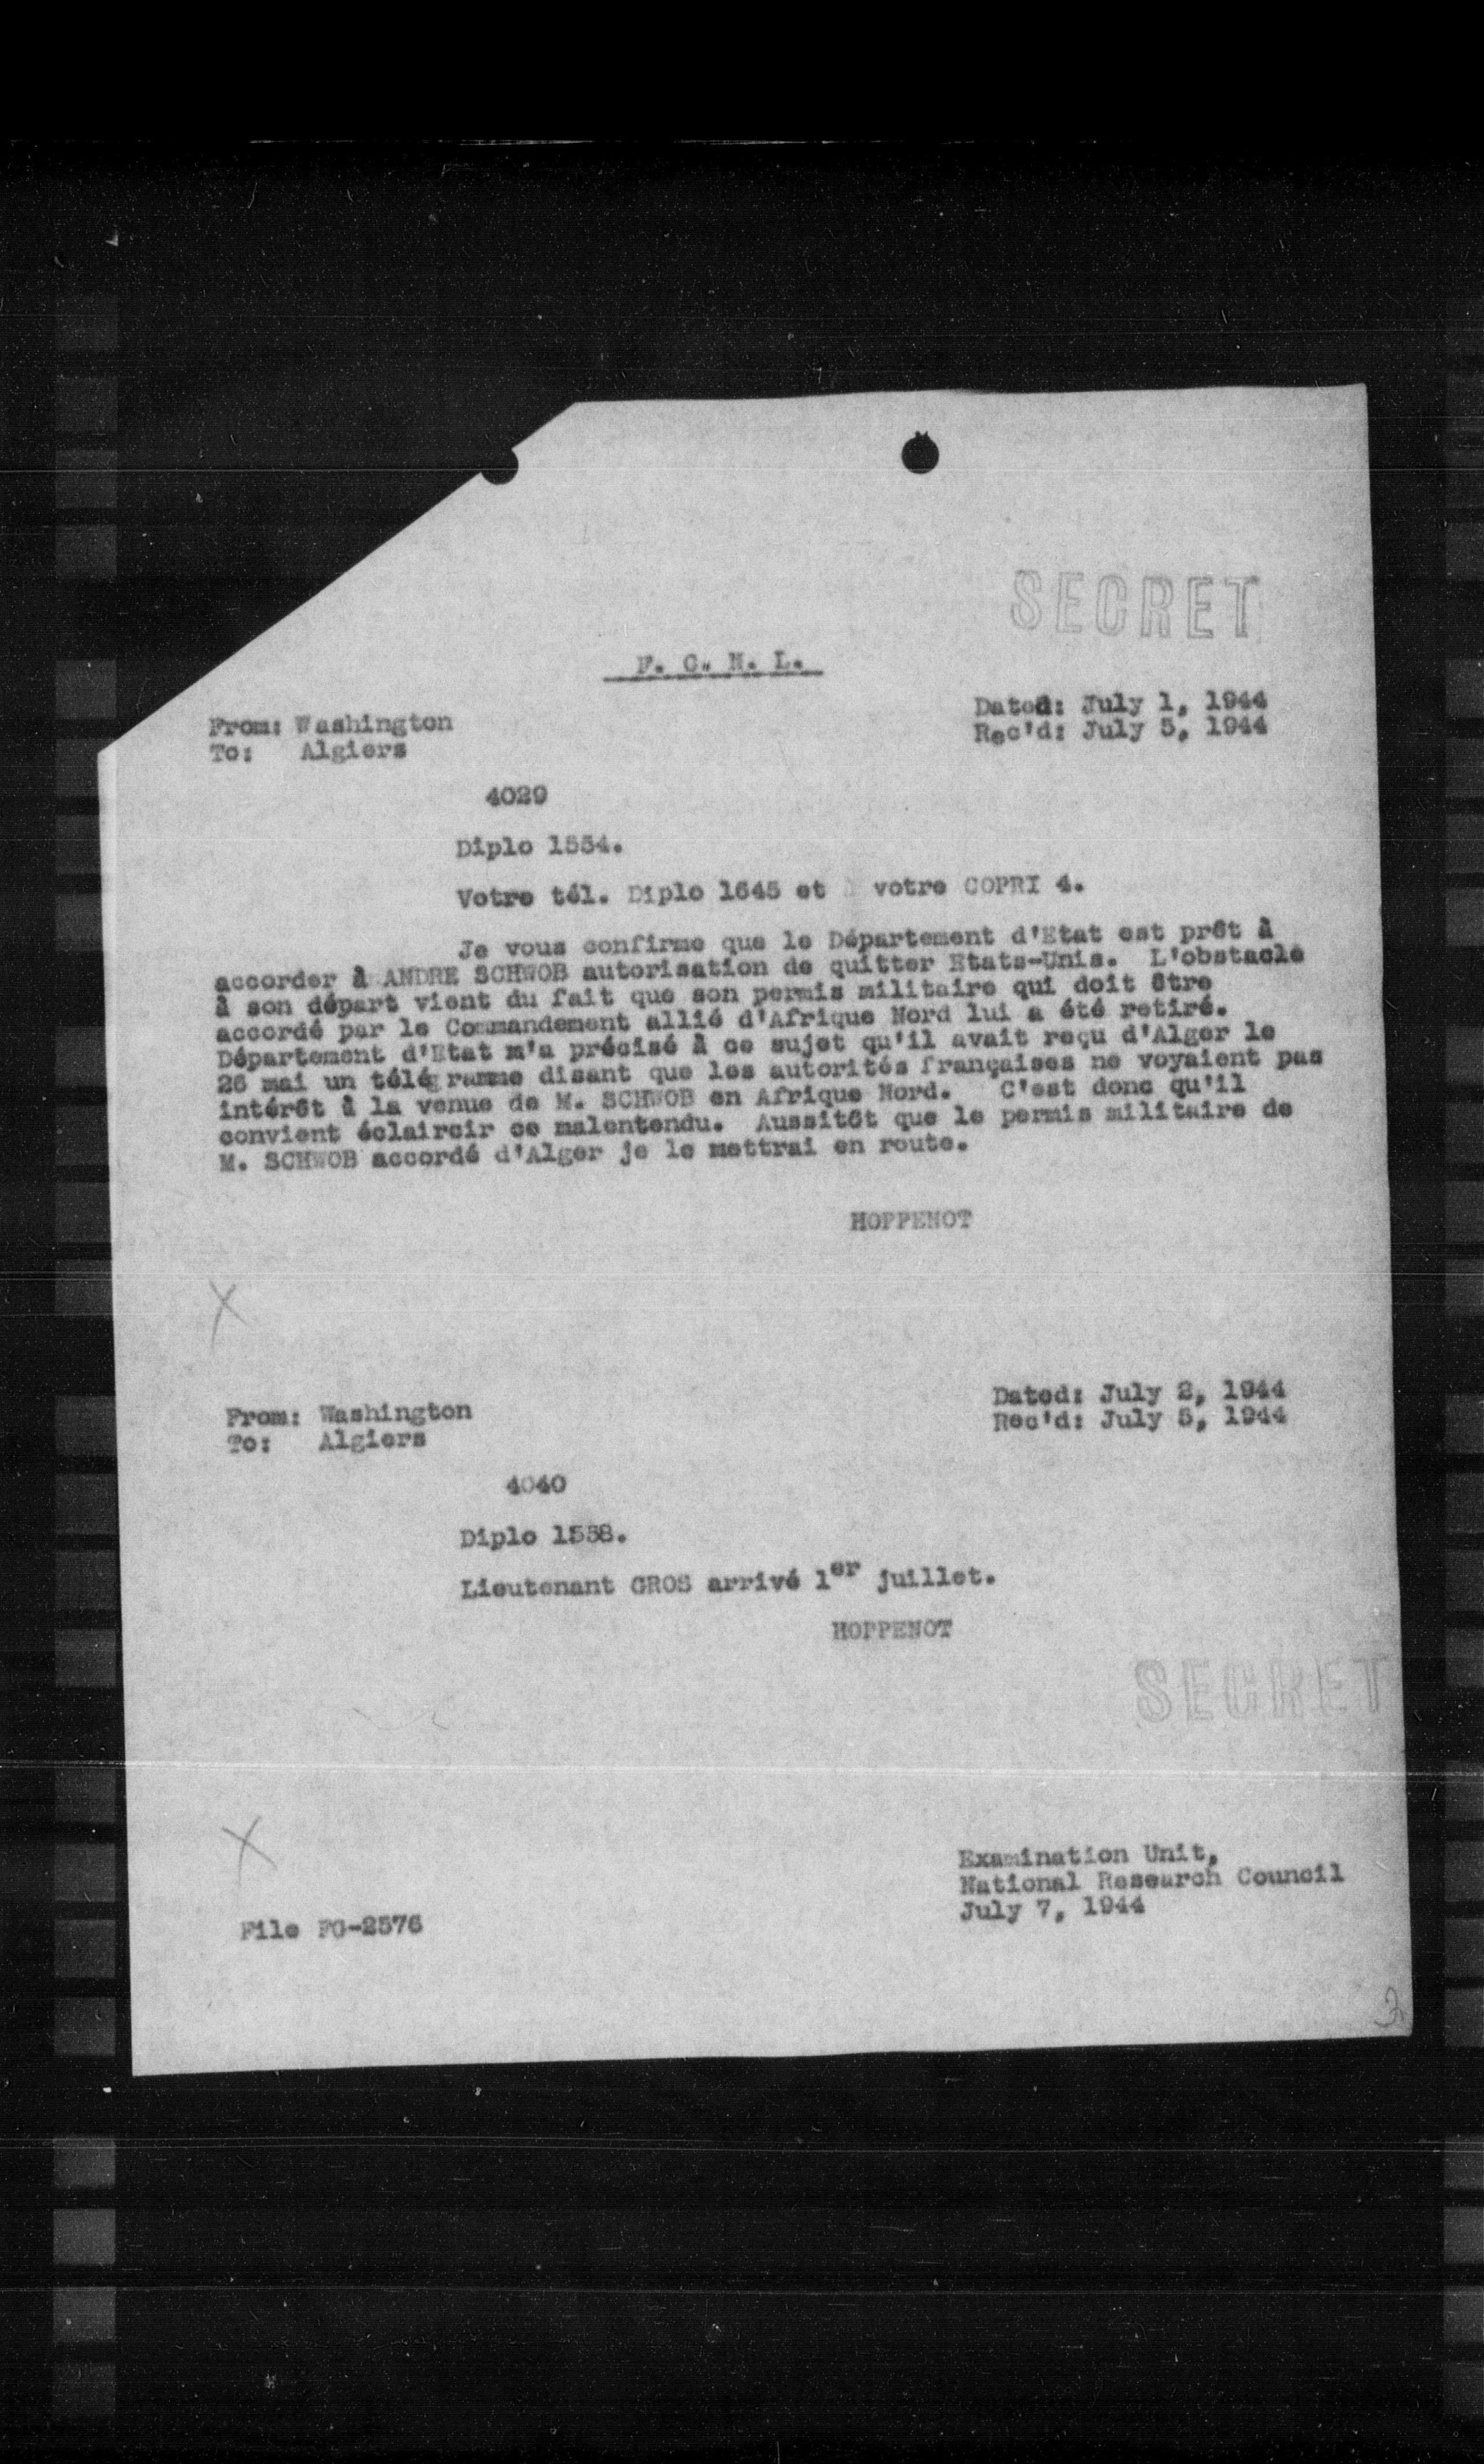 SECRET
F. C. N. L.
From: Washington
To: Algiers
Dated: July 1, 1944
Rec'd: July 5, 1944
4029
Diplo 1554.
Votre tél. Diplo 1645 et votre COPRI 4.
Je vous confirme que le Département d'Etat est prêt à
accorder à ANDRE SCHWOB autorisation de quitter Etats-Unis. L'obstacle
à son départ vient du fait que son permis militaire qui doit être
accordé par le Commandement allié d'Afrique Nord lui a été retiré.
Département d'Etat m'a précisé à ce sujet qu'il avait reçu d'Alger le
26 mai un télégramme disant que les autorités françaises ne voyaient pas
intérêt à la venue de M. SCHWOB en Afrique Nord. C'est donc qu'il
convient éclaircir ce malentendu. Aussitôt que le permis militaire de
M. SCHWOB accordé d'Alger je le mettrai en route.
HOPPENOT
X
From: Washington
To: Algiers
Dated: July 2, 1944
Rec'd: July 5, 1944
4040
Diplo 1558.
Lieutenant GROS arrivé 1er juillet.
HOPPENOT
SECRET
X
Examination Unit,
National Research Council
July 7, 1944
File FG-2576